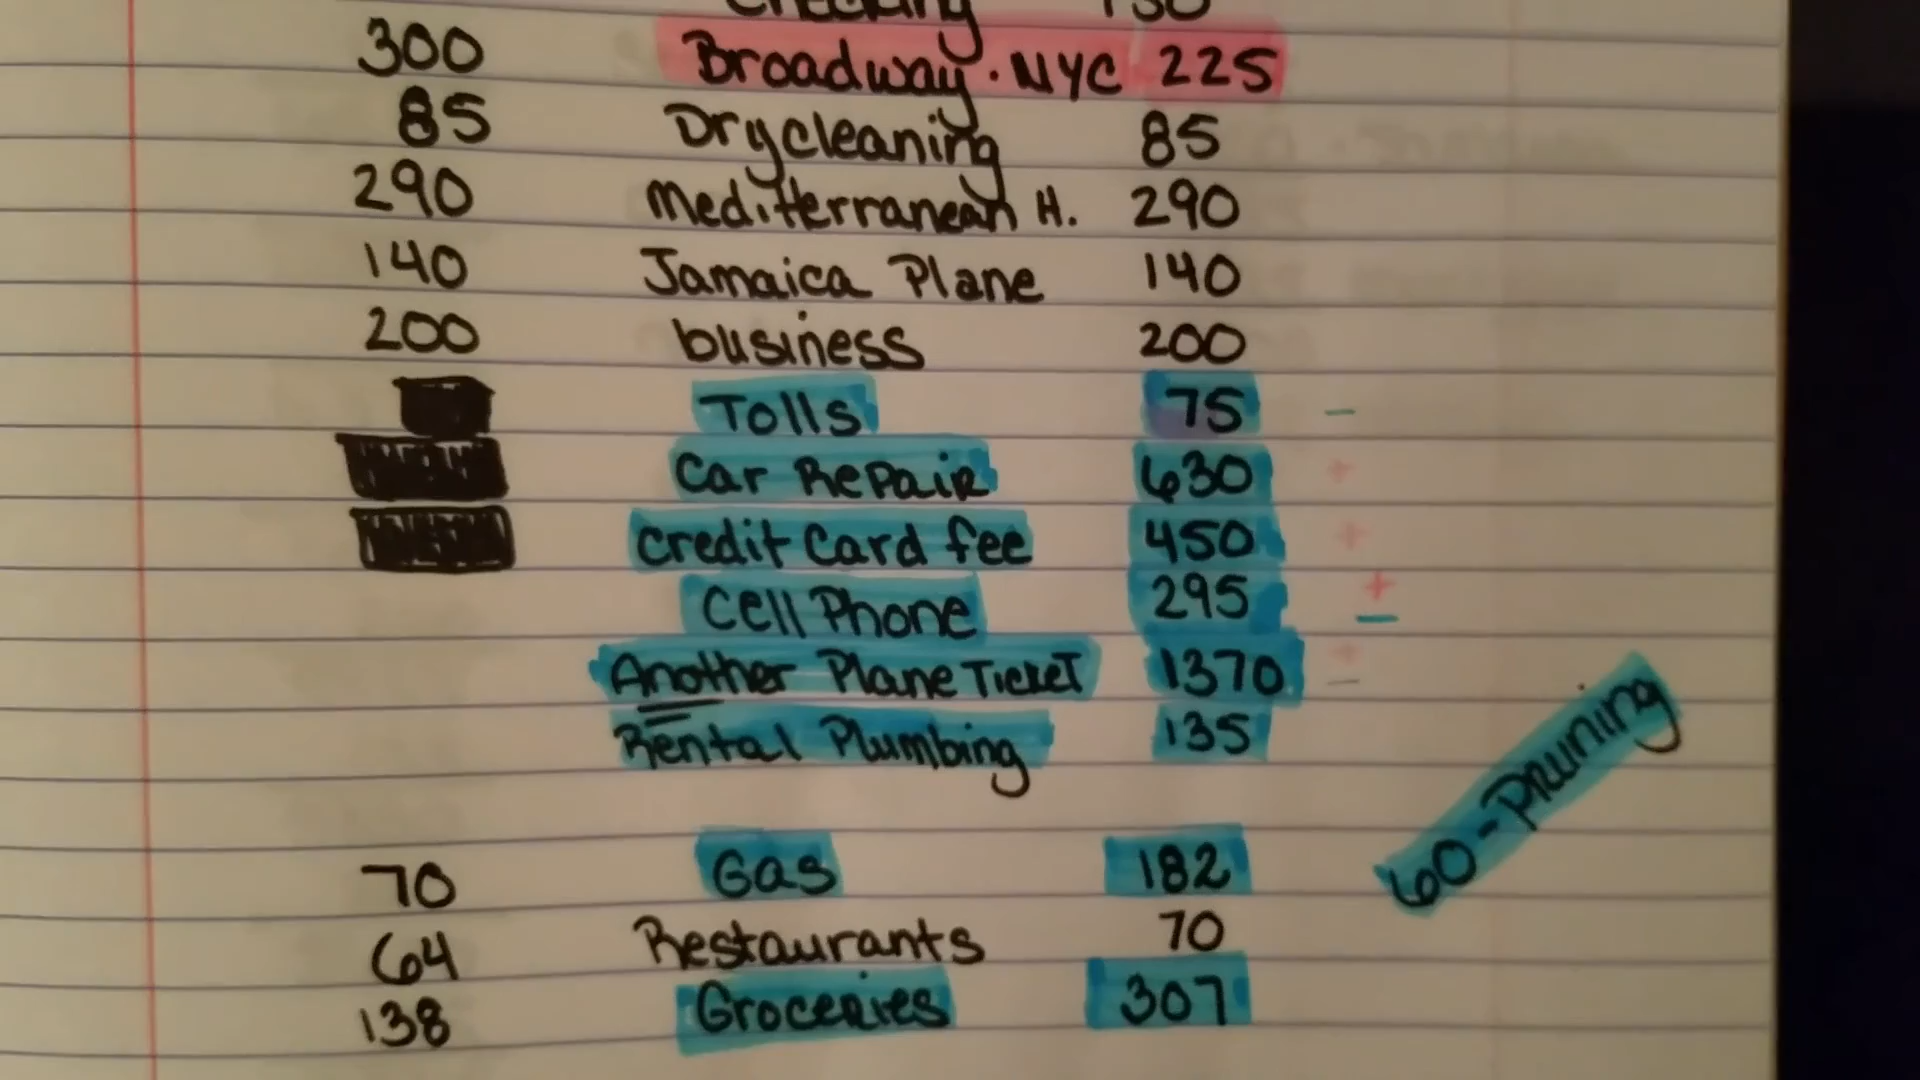 Checking 150
300 Broadway. NYC 225
85 Drycleaning 85
290 Mediterranean H. 290
140 Jamaica Plane 140
200 business 200
Tolls 75 -
Car Repair 630 +
Credit Card fee 450 +
Cell Phone 295 + -
Another Plane Ticket 1370 + -
Rental Plumbing 135
60-Pruning
70 Gas 182
64 Restaurants 70
138 Groceries 307